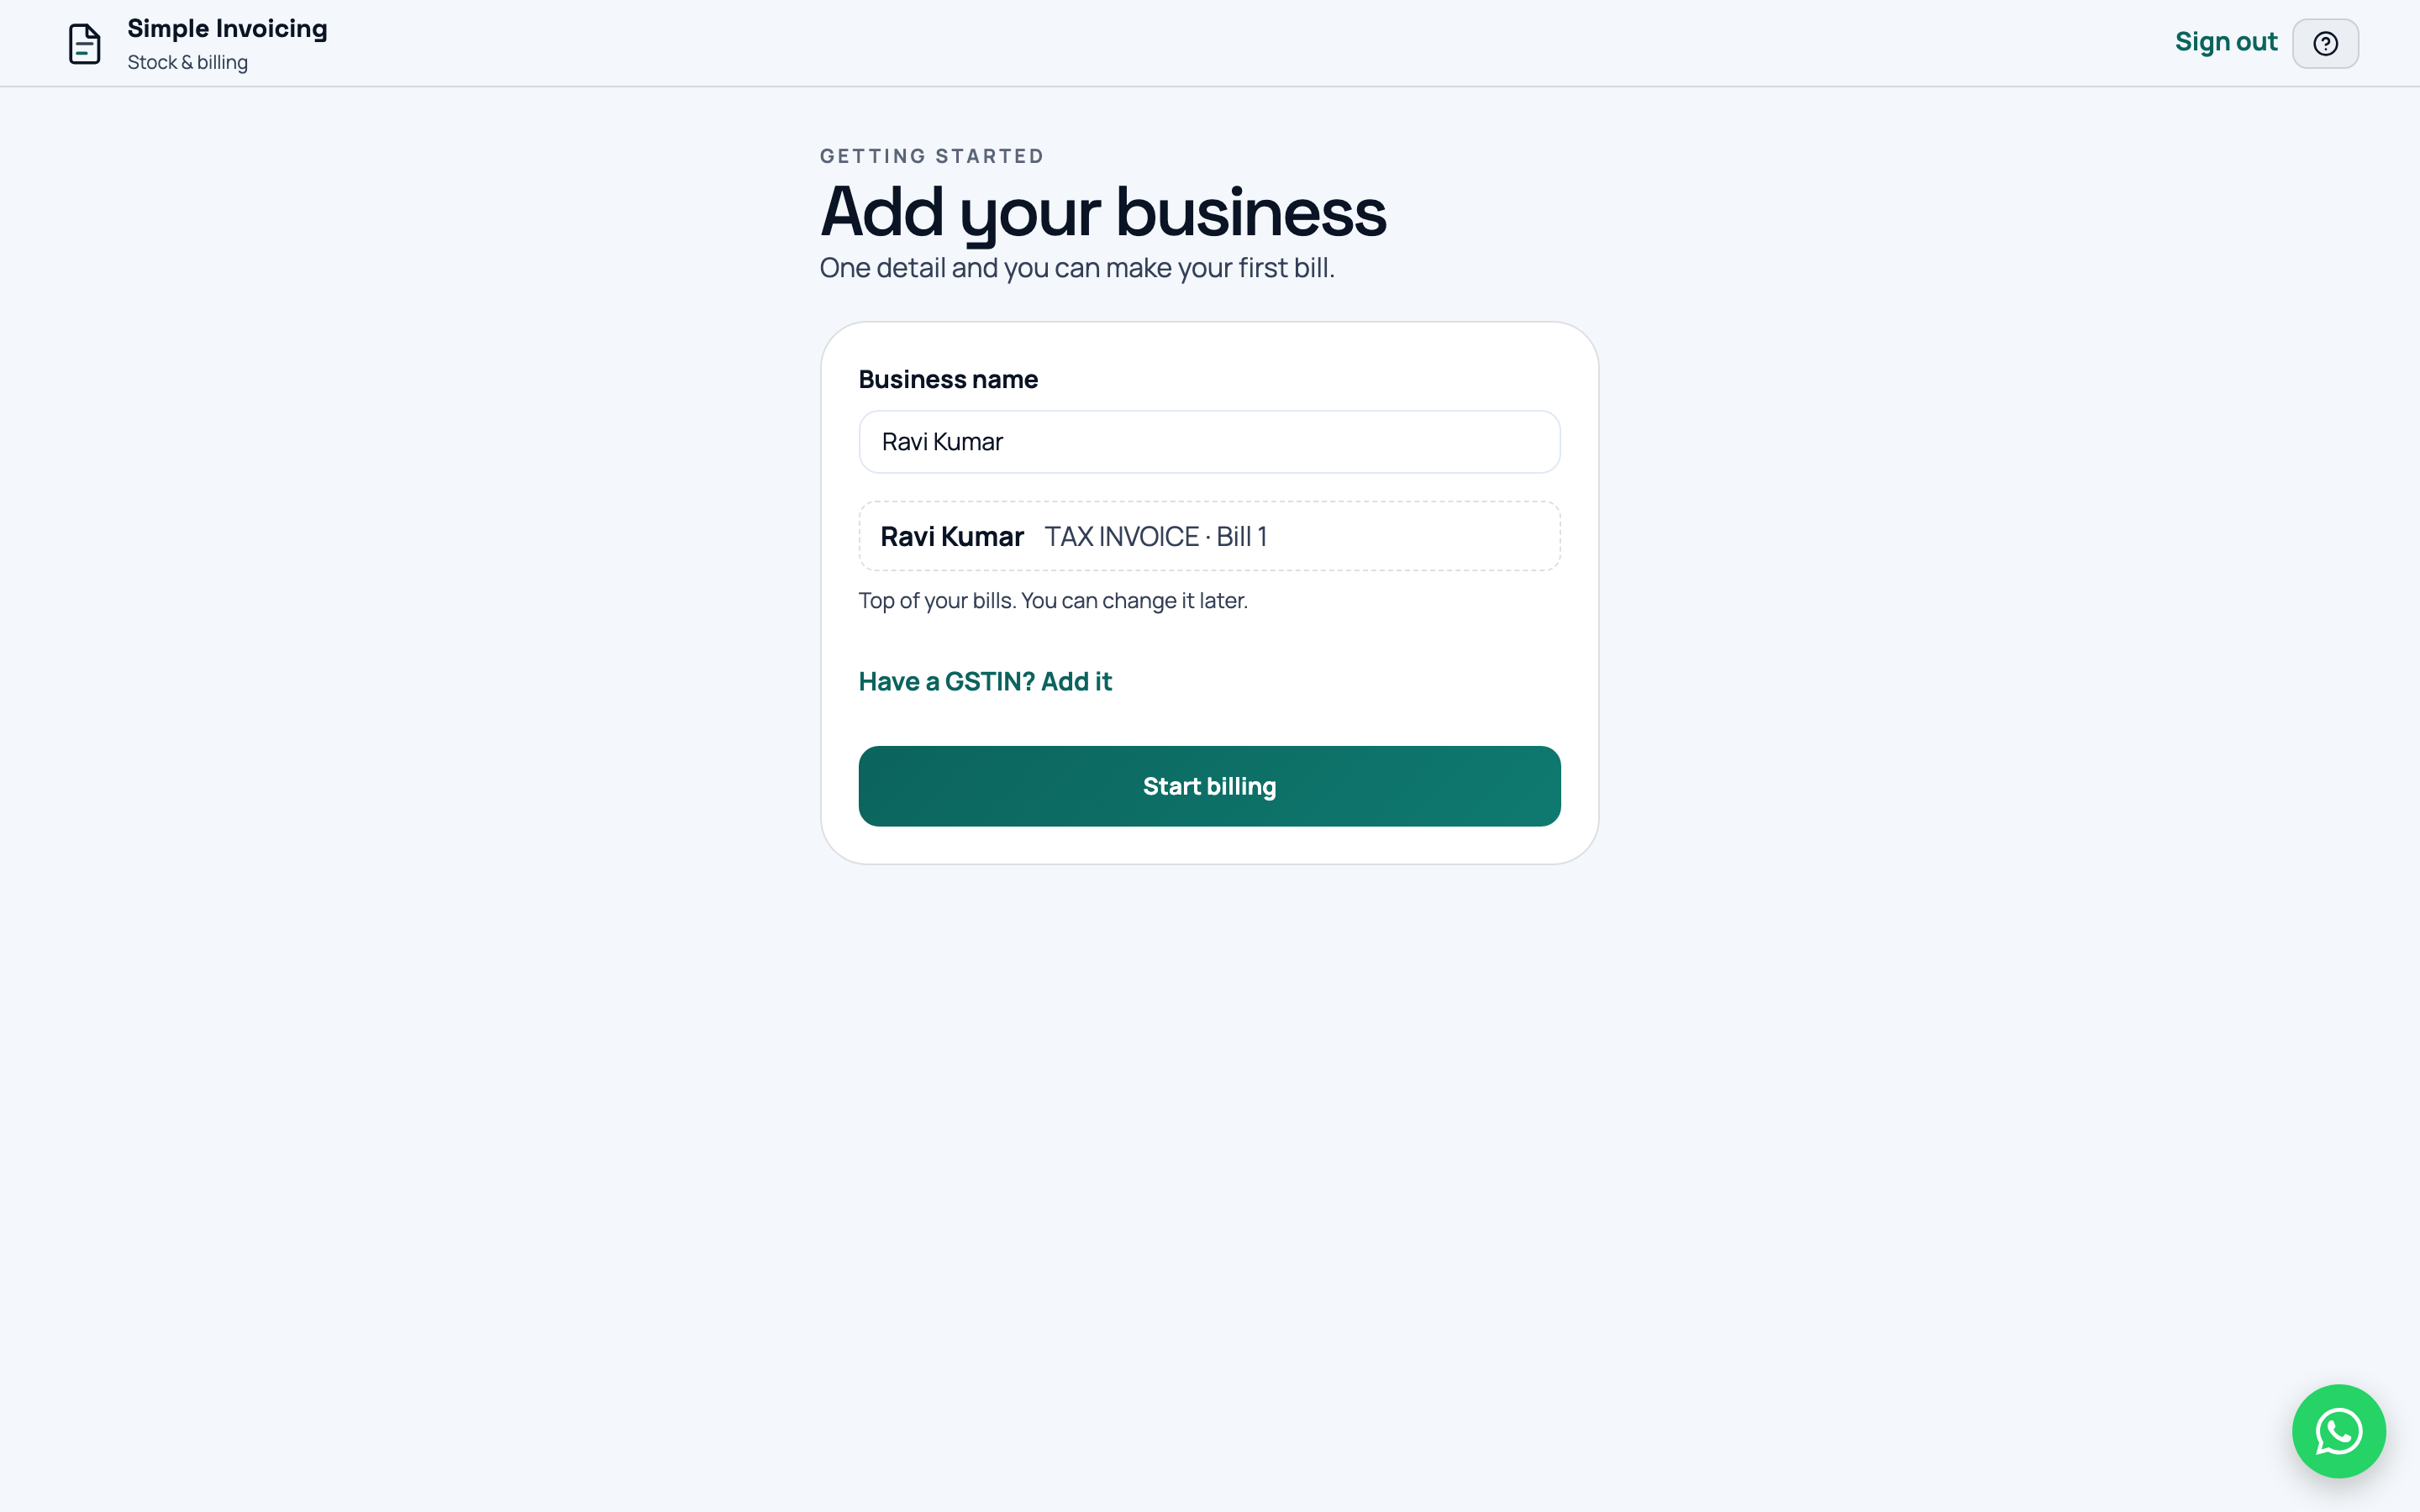 Simple Invoicing
Stock & billing
Sign out
GETTING STARTED
Add your business
One detail and you can make your first bill.
Business name
Ravi Kumar
Ravi Kumar TAX INVOICE · Bill 1
Top of your bills. You can change it later.
Have a GSTIN? Add it
Start billing